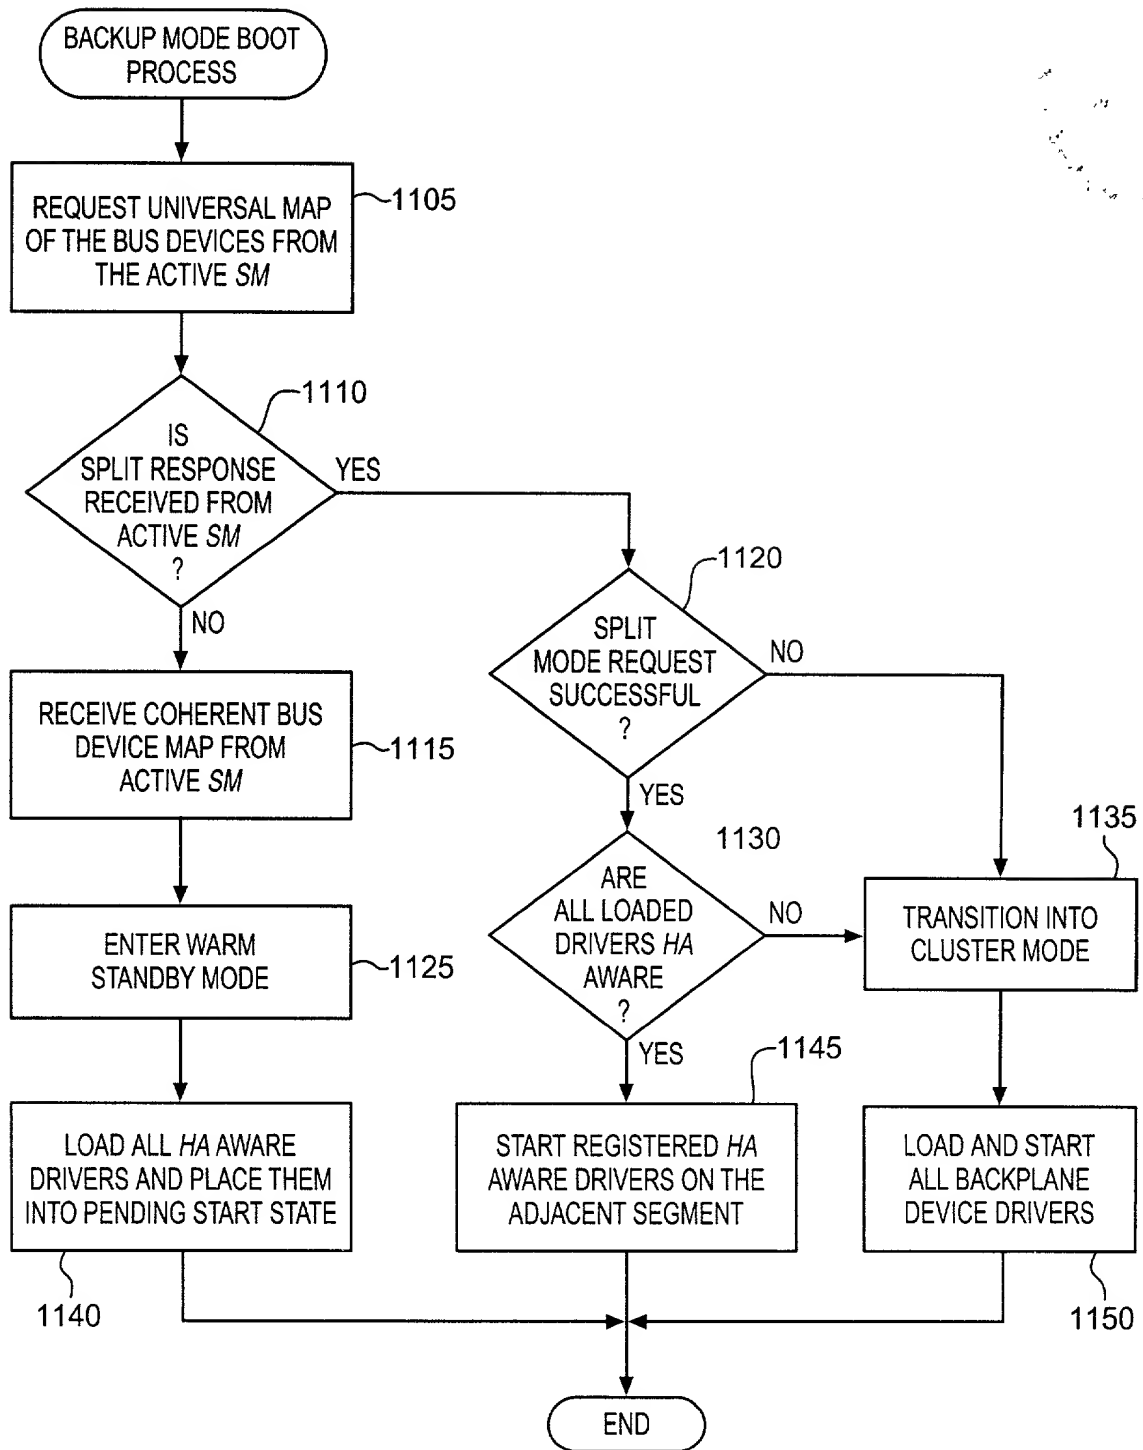 BACKUP MODE BOOT
PROCESS
REQUEST UNIVERSAL MAP
OF THE BUS DEVICES FROM
THE ACTIVE SM
1105
IS
SPLIT RESPONSE
RECEIVED FROM
ACTIVE SM
?
1110
YES
NO
SPLIT
MODE REQUEST
SUCCESSFUL
?
1120
NO
YES
RECEIVE COHERENT BUS
DEVICE MAP FROM
ACTIVE SM
1115
ARE
ALL LOADED
DRIVERS HA
AWARE
?
1130
NO
YES
1135
TRANSITION INTO
CLUSTER MODE
ENTER WARM
STANDBY MODE
1125
LOAD ALL HA AWARE
DRIVERS AND PLACE THEM
INTO PENDING START STATE
1140
START REGISTERED HA
AWARE DRIVERS ON THE
ADJACENT SEGMENT
1145
LOAD AND START
ALL BACKPLANE
DEVICE DRIVERS
1150
END